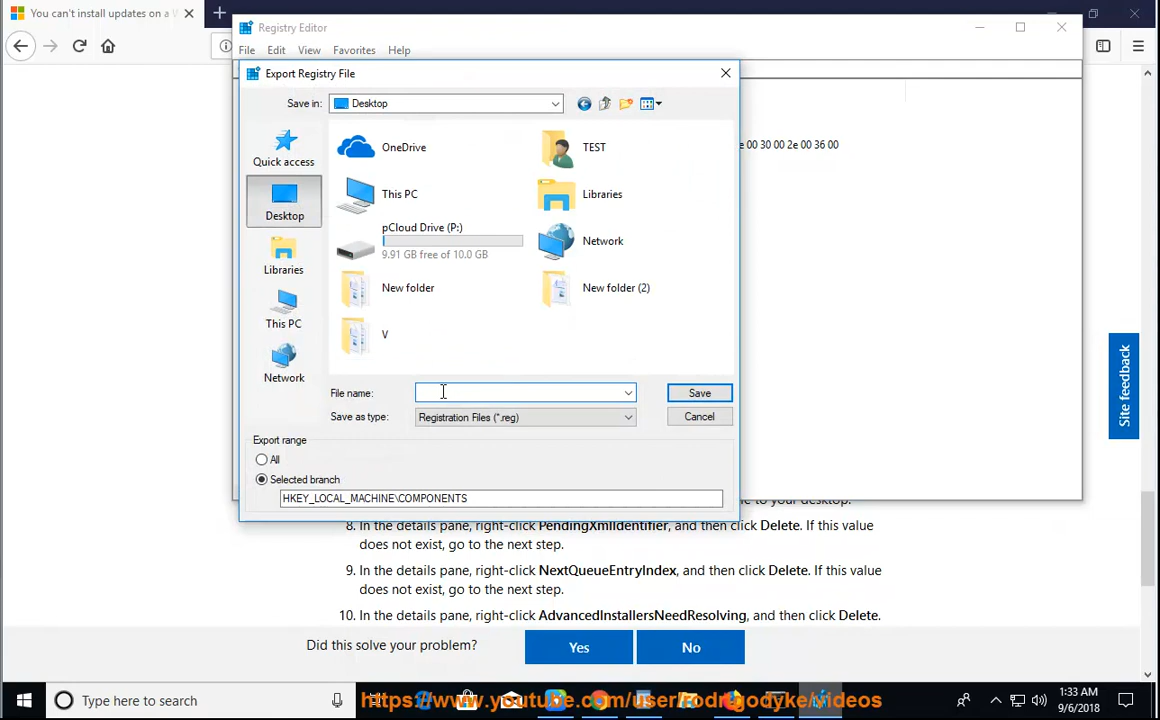 You can't install updates on a W
Registry Editor
File Edit View Favorites Help
Export Registry File
Save in: Desktop
Quick access
Desktop
Libraries
This PC
Network
OneDrive
TEST
This PC
Libraries
pCloud Drive (P:)
9.91 GB free of 10.0 GB
Network
New folder
New folder (2)
V
e 00 30 00 2e 00 36 00
File name:
Save
Save as type: Registration Files (*.reg)
Cancel
Export range
All
Selected branch
HKEY_LOCAL_MACHINE\COMPONENTS
Site feedback
to your desktop.
8. In the details pane, right-click PendingXmlIdentifier, and then click Delete. If this value
does not exist, go to the next step.
9. In the details pane, right-click NextQueueEntryIndex, and then click Delete. If this value
does not exist, go to the next step.
10. In the details pane, right-click AdvancedInstallersNeedResolving, and then click Delete.
Did this solve your problem?
Yes
No
Type here to search
https://www.youtube.com/user/rodrigodyke/videos
1:33 AM
9/6/2018